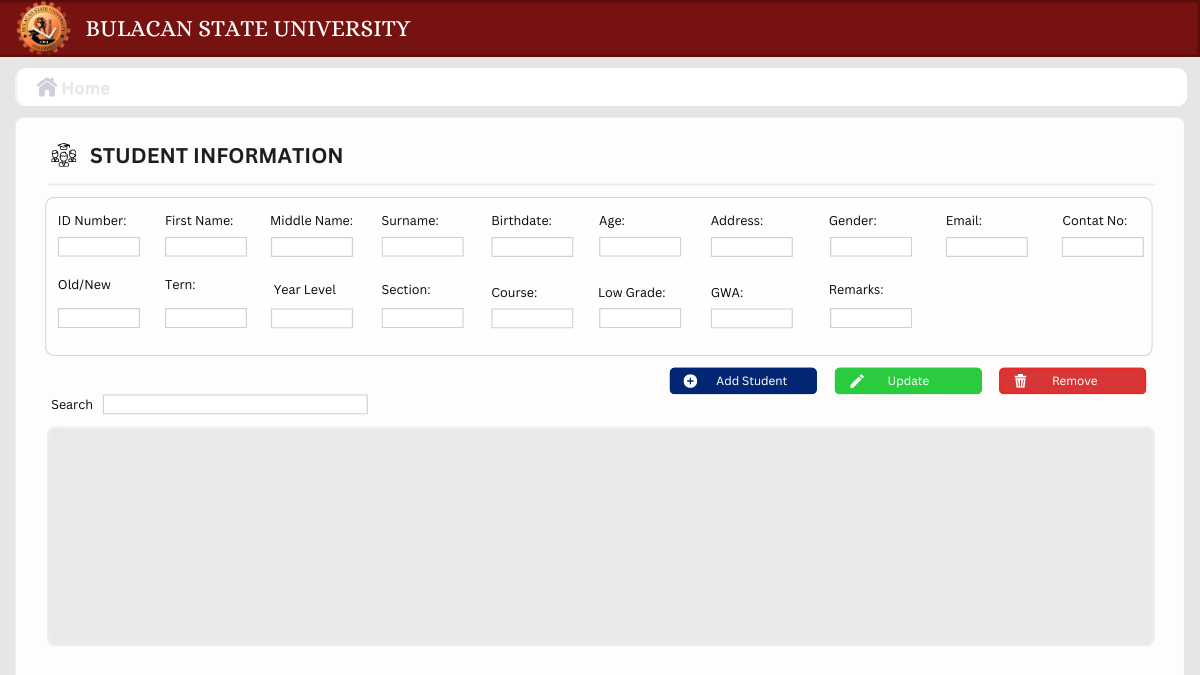 BULACAN STATE UNIVERSITY
Home
STUDENT INFORMATION
ID Number: First Name: Middle Name: Surname: Birthdate: Age: Address: Gender: Email: Contat No:
Old/New Tern: Year Level Section: Course: Low Grade: GWA: Remarks:
Add Student Update Remove
Search